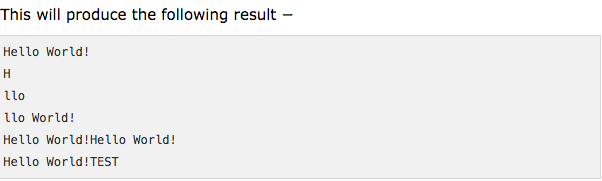 This will produce the following result −
Hello World!
H
llo
llo World!
Hello World!Hello World!
Hello World!TEST